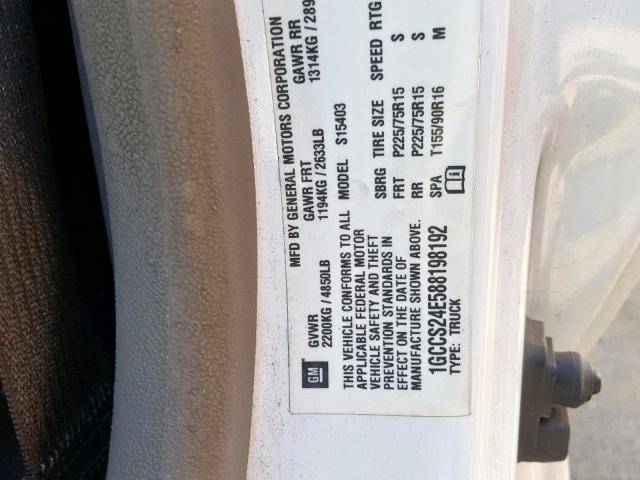 MFD BY GENERAL MOTORS CORPORATION
GVWR GAWR FRT GAWR RR
2200KG / 4850LB 1194KG / 2633LB 1314KG / 289
GM
THIS VEHICLE CONFORMS TO ALL
APPLICABLE FEDERAL MOTOR
VEHICLE SAFETY AND THEFT
PREVENTION STANDARDS IN
EFFECT ON THE DATE OF
MANUFACTURE SHOWN ABOVE.
1GCCS24E588198192
TYPE: TRUCK
MODEL S15403
SBRG TIRE SIZE SPEED RTG
FRT P225/75R15 S
RR P225/75R15 S
SPA T155/90R16 M